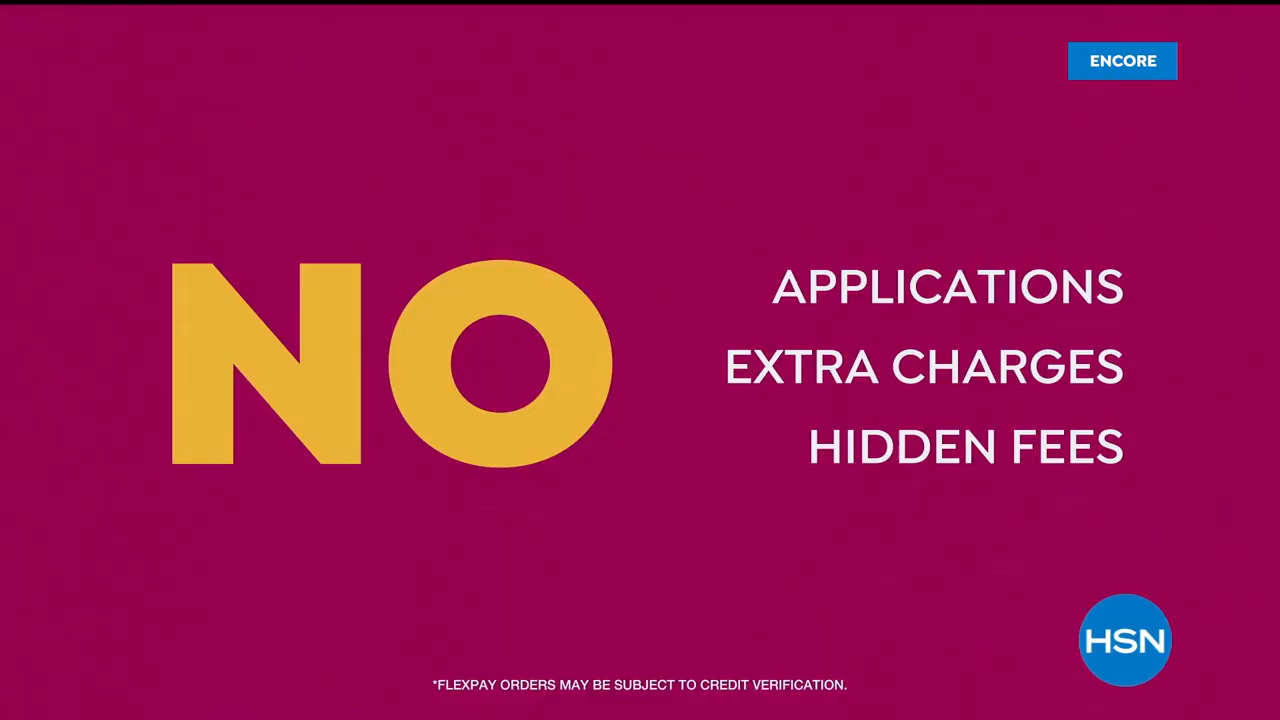 ENCORE
NO
APPLICATIONS
EXTRA CHARGES
HIDDEN FEES
HSN
*FLEXPAY ORDERS MAY BE SUBJECT TO CREDIT VERIFICATION.